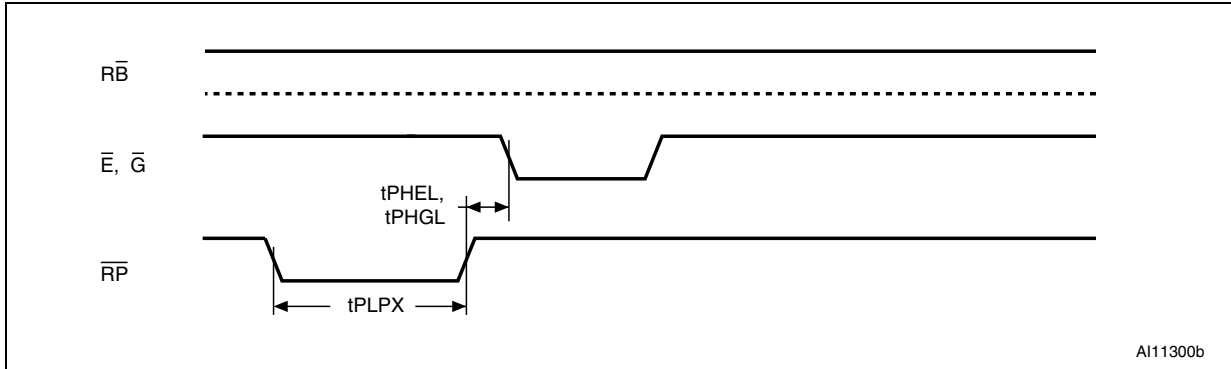 RB̅
E̅, G̅
tPHEL,
tPHGL
R̅P̅
tPLPX
AI11300b